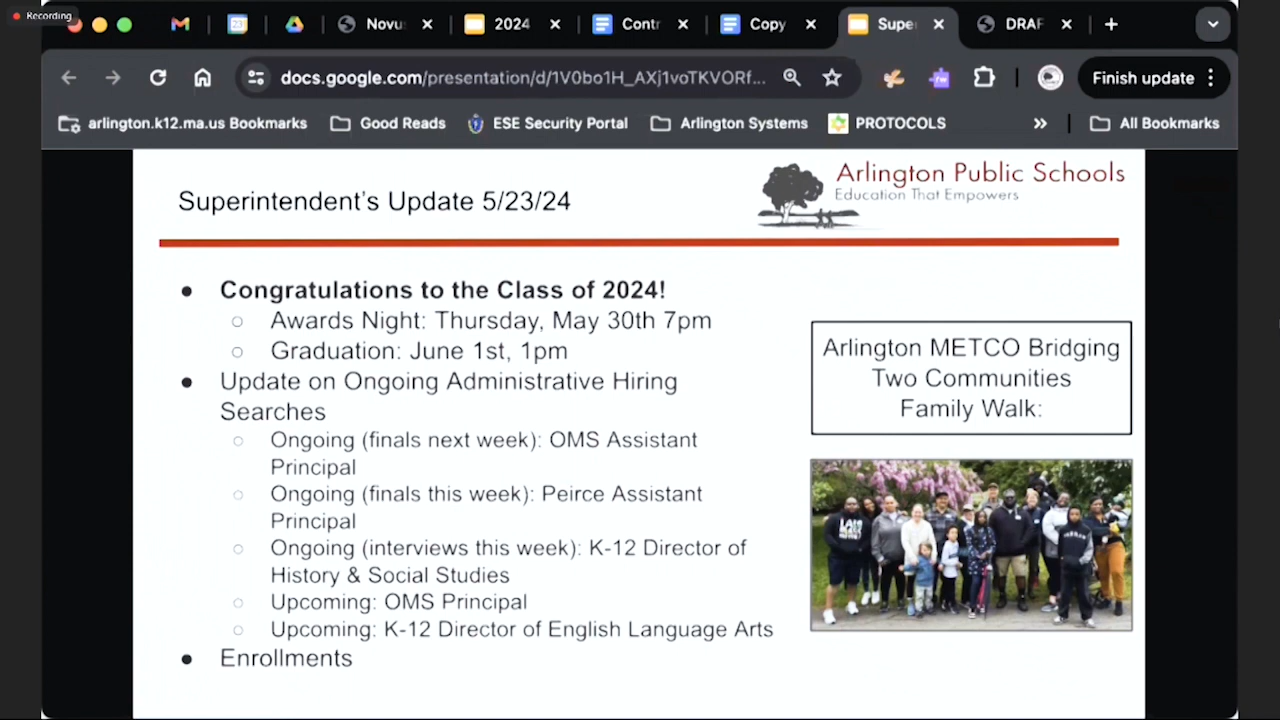 Recording
Novu
2024
Contr
Copy
Supe
DRAF
docs.google.com/presentation/d/1V0bo1H_AXj1voTKVORf...
Finish update
arlington.k12.ma.us Bookmarks
Good Reads
ESE Security Portal
Arlington Systems
PROTOCOLS
All Bookmarks
Superintendent's Update 5/23/24
Arlington Public Schools
Education That Empowers
● Congratulations to the Class of 2024!
○ Awards Night: Thursday, May 30th 7pm
○ Graduation: June 1st, 1pm
● Update on Ongoing Administrative Hiring
Searches
○ Ongoing (finals next week): OMS Assistant
Principal
○ Ongoing (finals this week): Peirce Assistant
Principal
○ Ongoing (interviews this week): K-12 Director of
History & Social Studies
○ Upcoming: OMS Principal
○ Upcoming: K-12 Director of English Language Arts
● Enrollments
Arlington METCO Bridging
Two Communities
Family Walk: